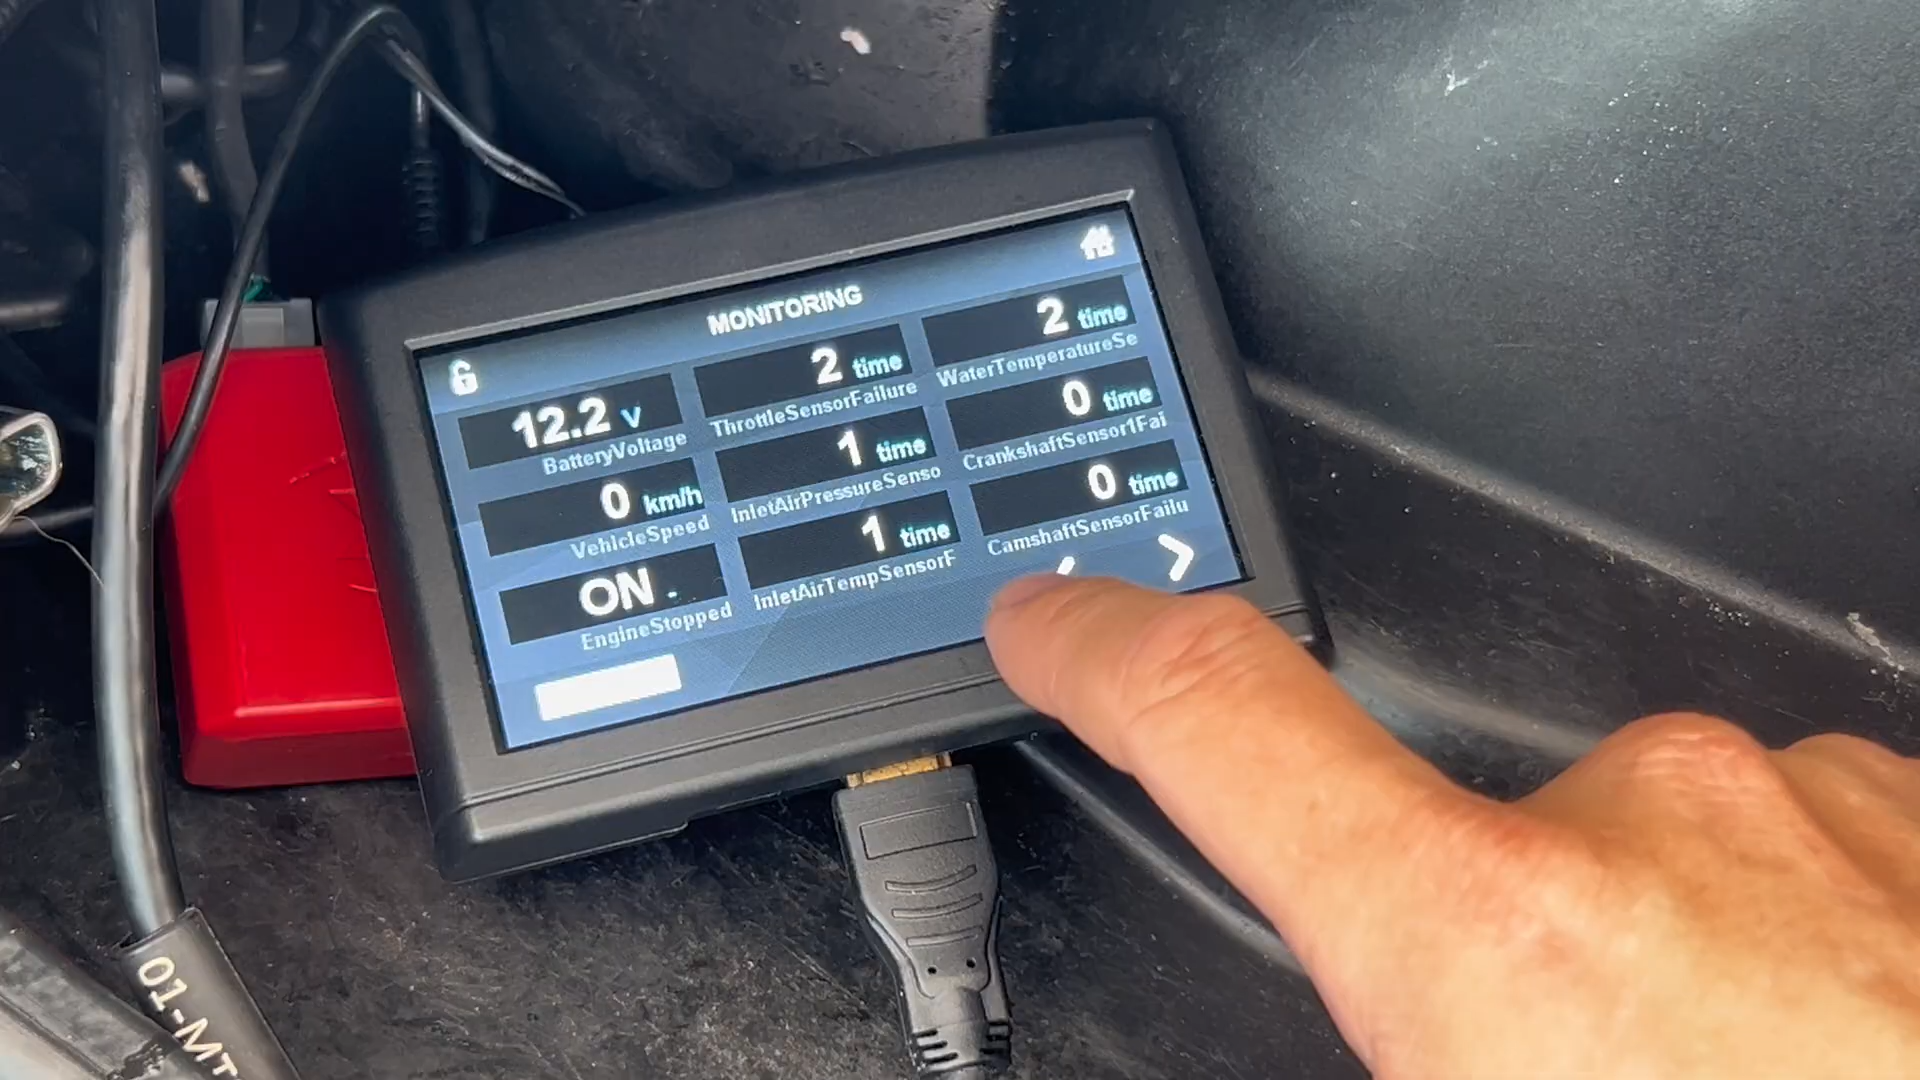 MONITORING
12.2 V
BatteryVoltage
0 km/h
VehicleSpeed
ON -
EngineStopped
2 time
ThrottleSensorFailure
1 time
InletAirPressureSenso
1 time
InletAirTempSensorF
2 time
WaterTemperatureSe
0 time
CrankshaftSensor1Fai
0 time
CamshaftSensorFailu
01-MT